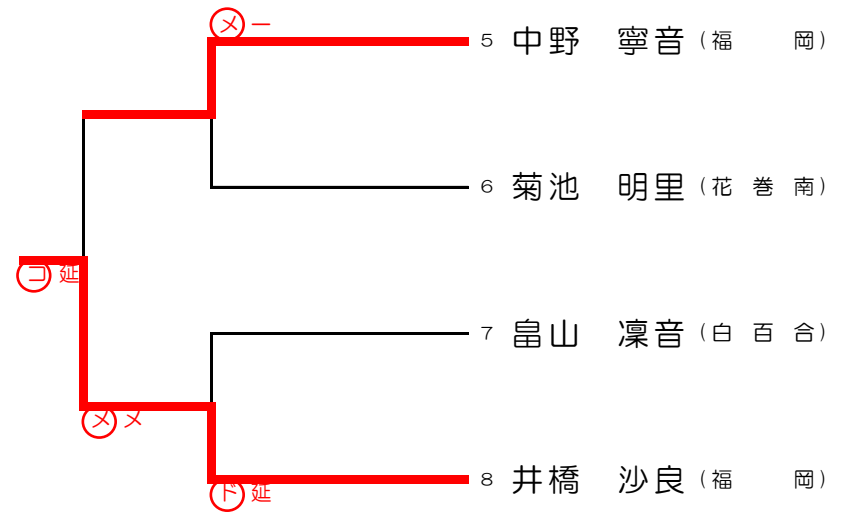 メ一
5 中野 寧音 (福 岡)
6 菊池 明里 (花 巻 南)
コ 延
7 畠山 凜音 (白 百 合)
メ メ
8 井橋 沙良 (福 岡)
ド 延